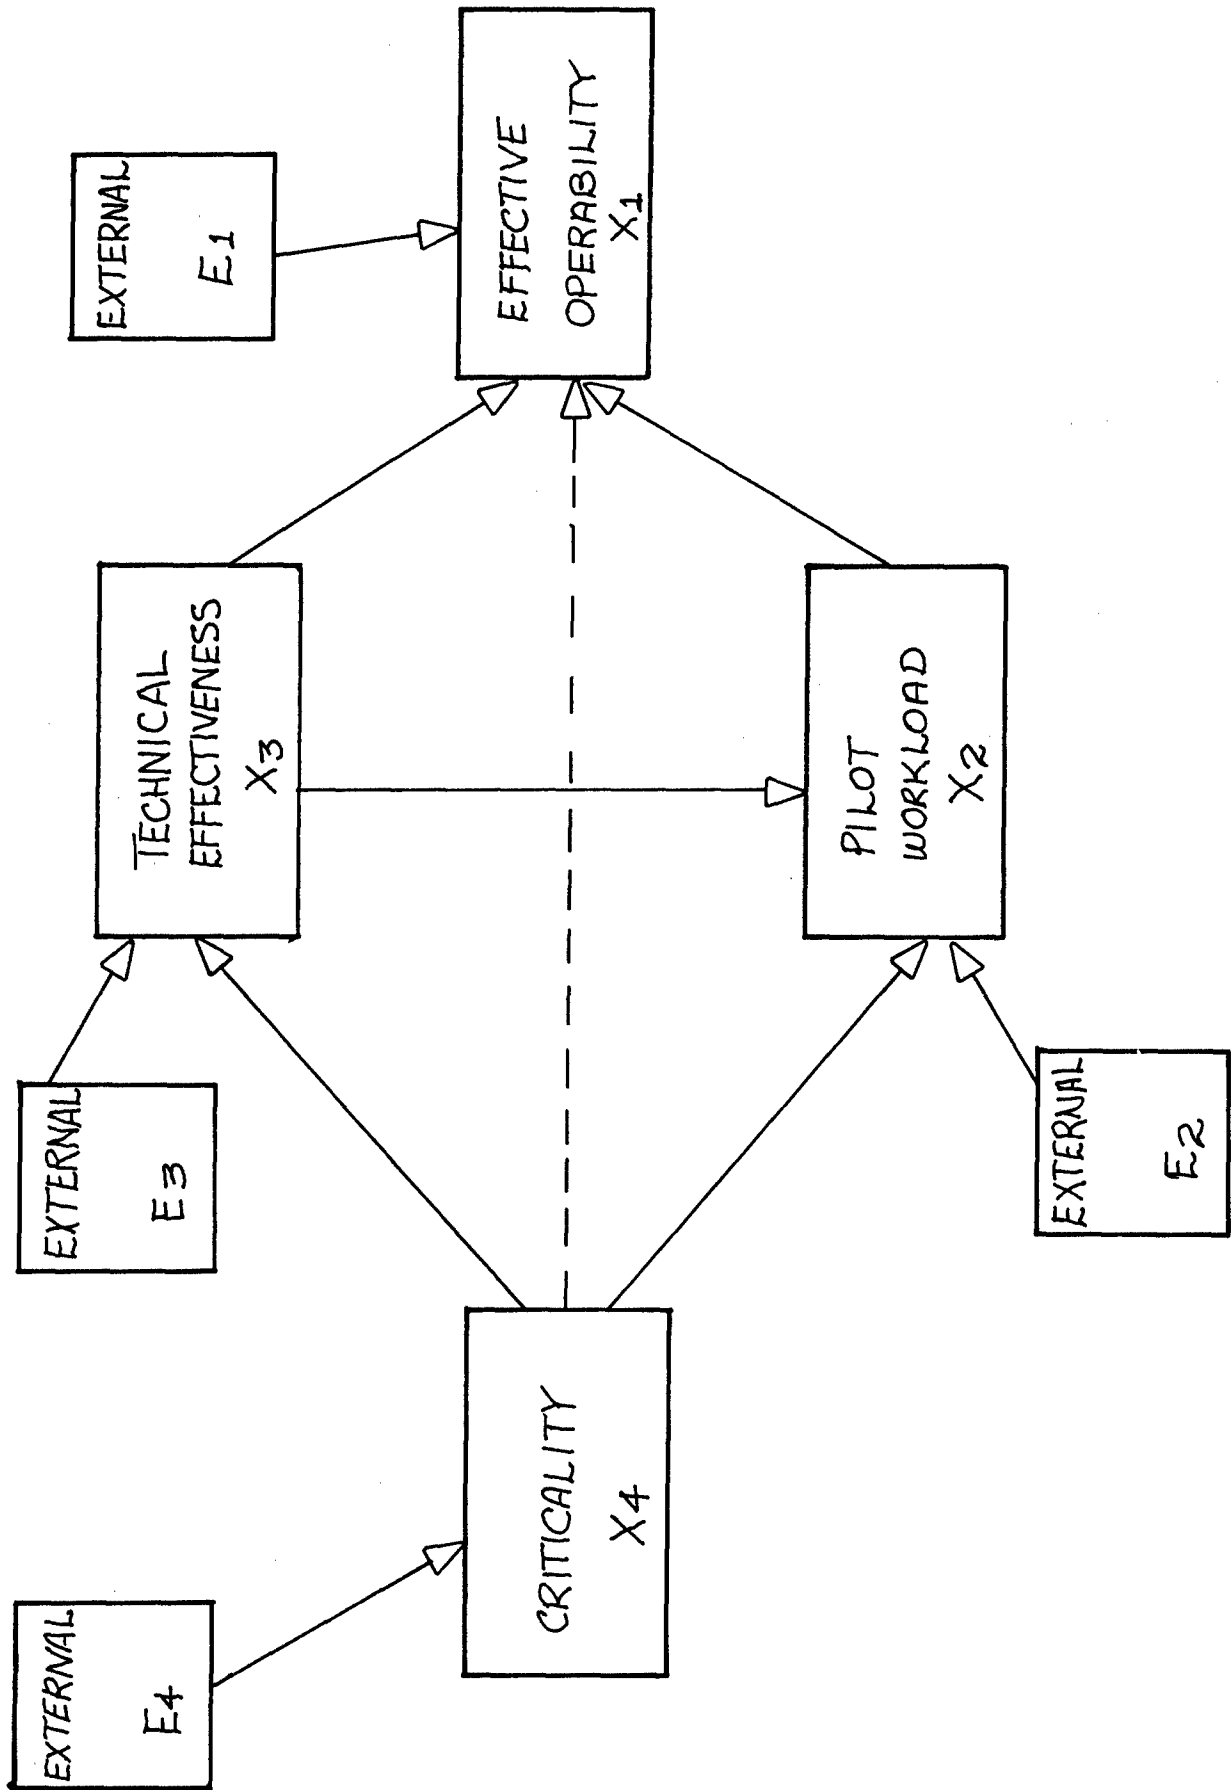 EXTERNAL
E4
EXTERNAL
E3
TECHNICAL
EFFECTIVENESS
X3
EXTERNAL
E1
CRITICALITY
X4
EFFECTIVE
OPERABILITY
X1
PILOT
WORKLOAD
X2
EXTERNAL
E2